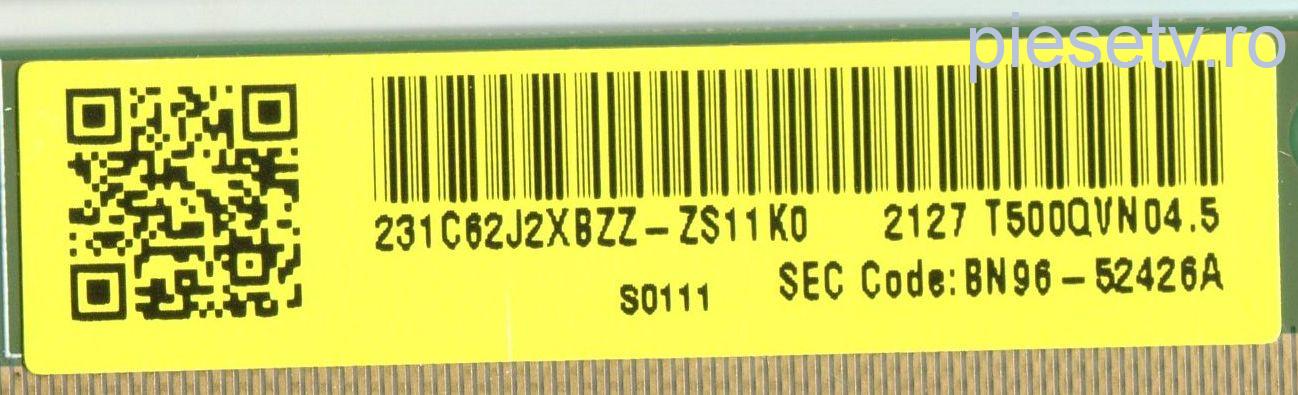 piesetv.ro
231C62J2XBZZ-ZS11K0 2127 T500QVN04.5
S0111 SEC Code:BN96-52426A